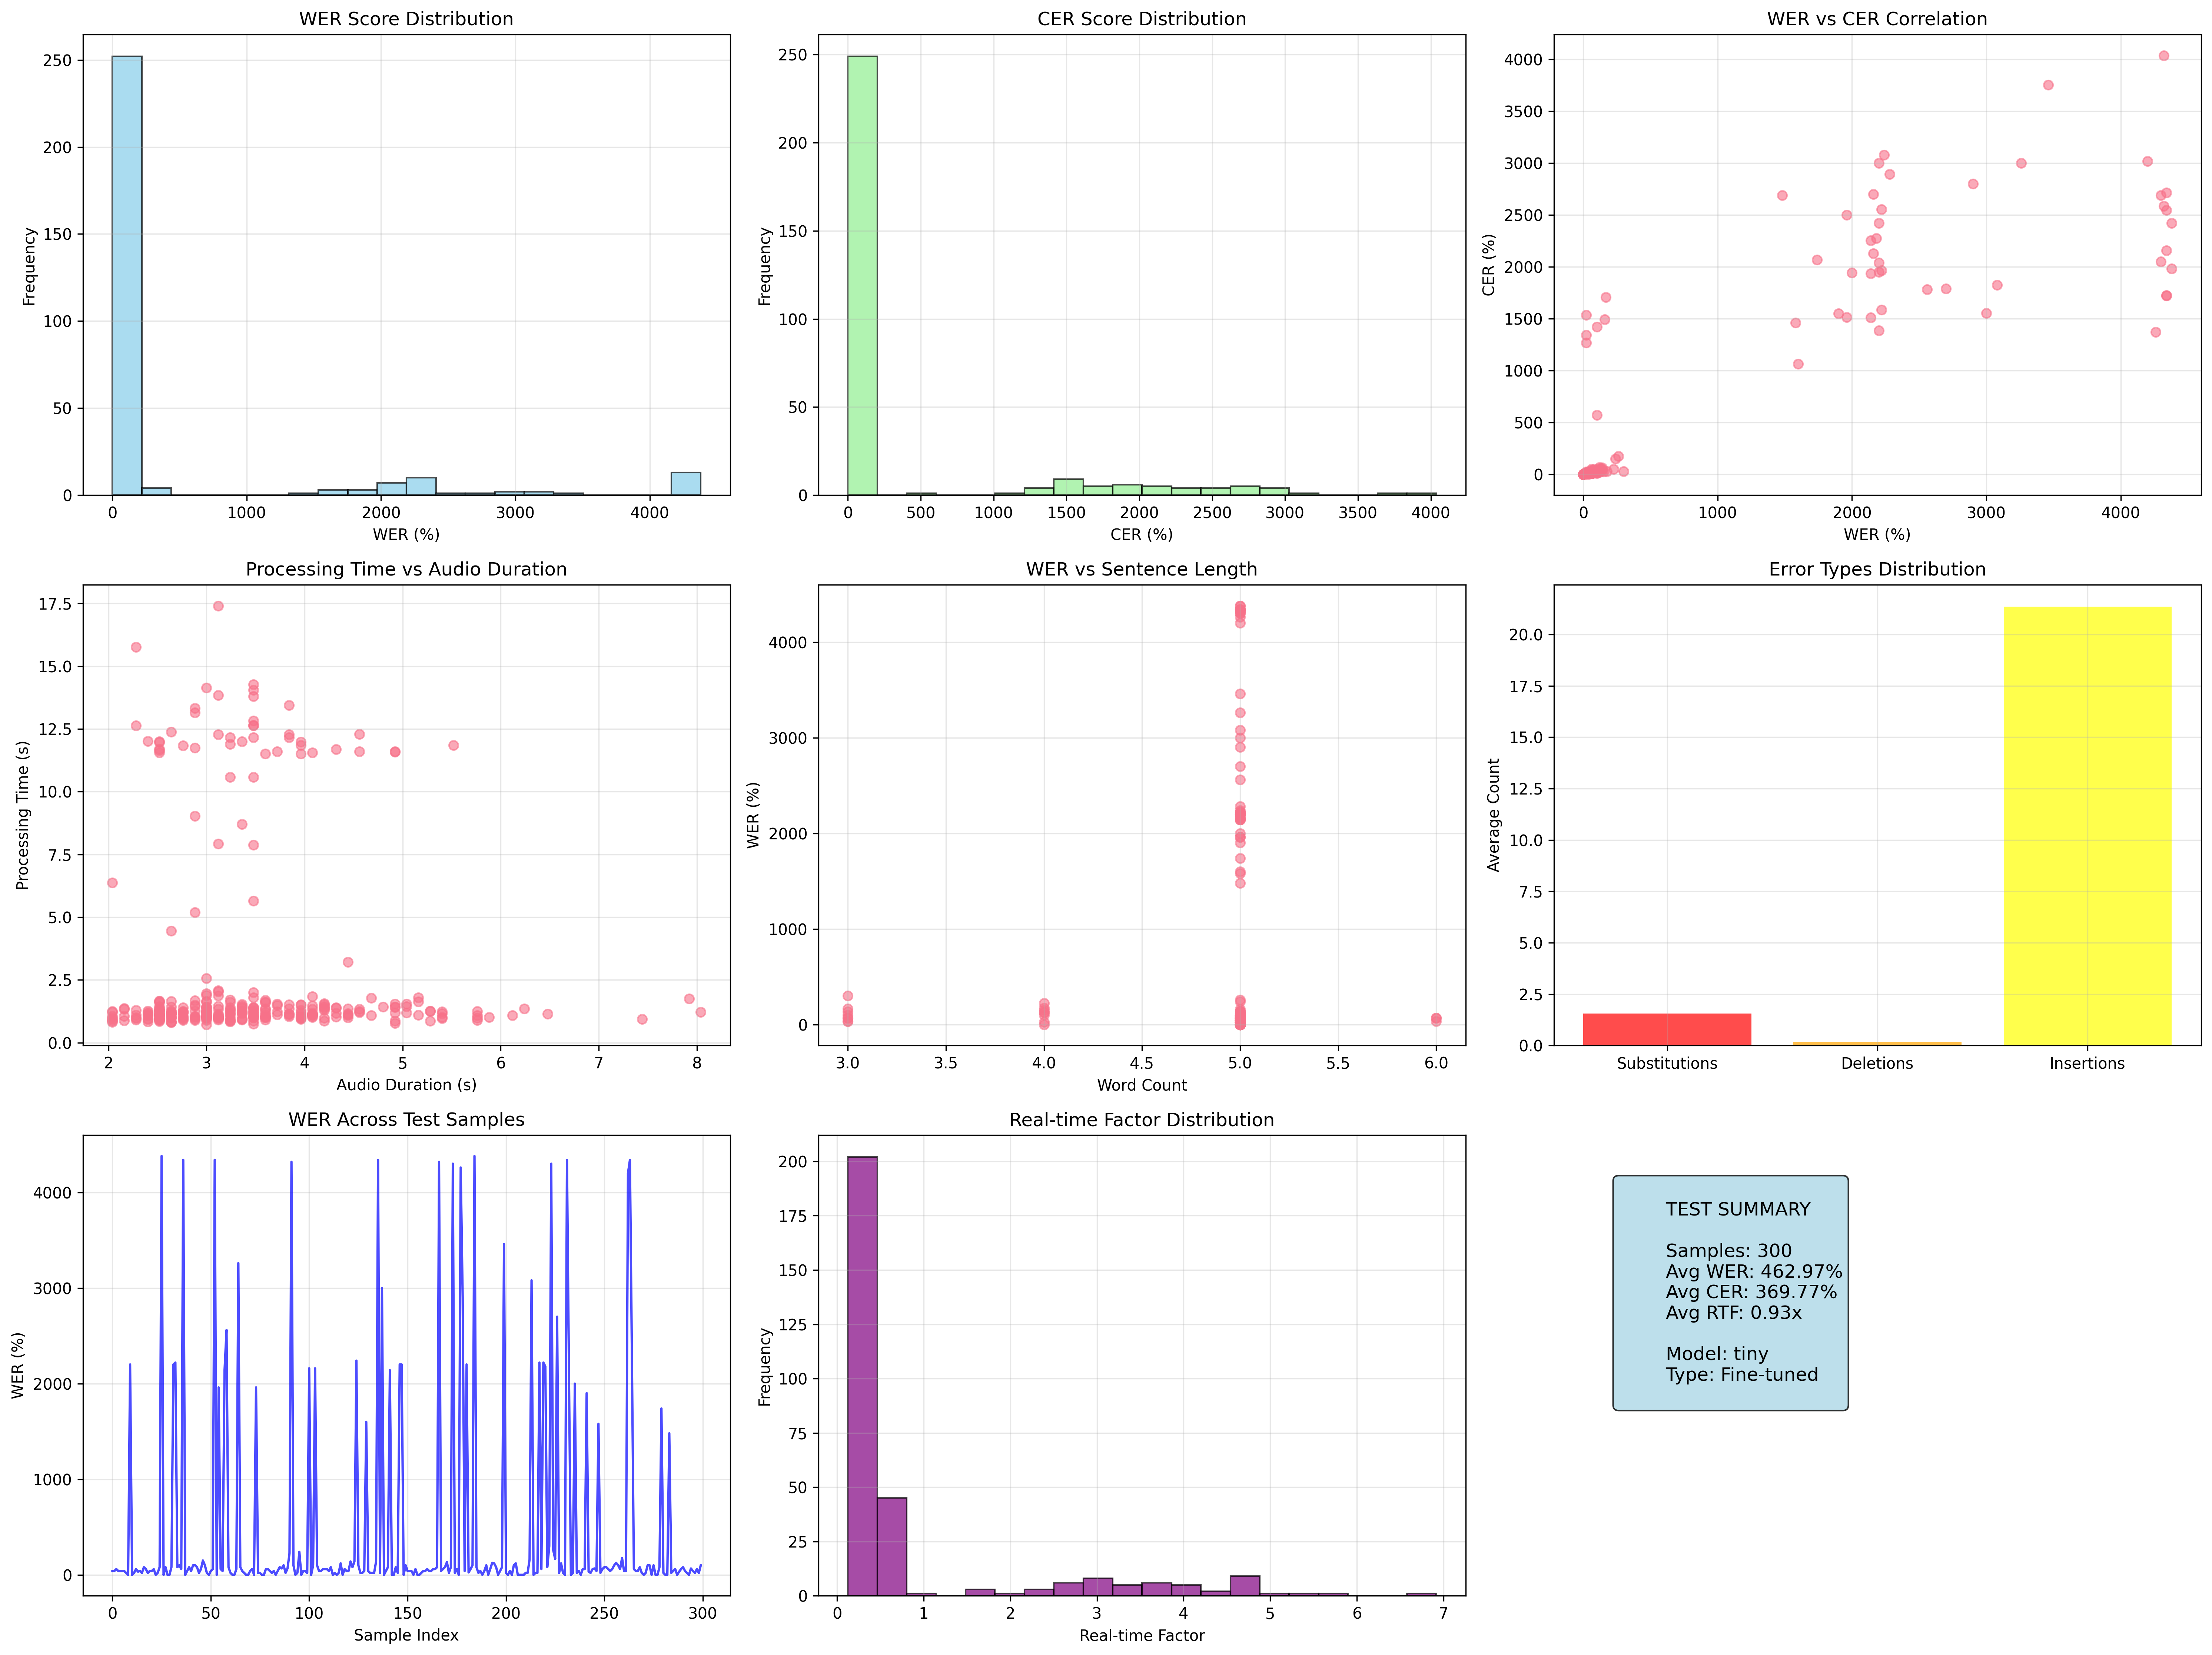 WER Score Distribution
Frequency
250
200
150
100
50
0
0 1000 2000 3000 4000
WER (%)
CER Score Distribution
Frequency
250
200
150
100
50
0
0 500 1000 1500 2000 2500 3000 3500 4000
CER (%)
WER vs CER Correlation
CER (%)
4000
3500
3000
2500
2000
1500
1000
500
0
0 1000 2000 3000 4000
WER (%)
Processing Time vs Audio Duration
Processing Time (s)
17.5
15.0
12.5
10.0
7.5
5.0
2.5
0.0
2 3 4 5 6 7 8
Audio Duration (s)
WER vs Sentence Length
WER (%)
4000
3000
2000
1000
0
3.0 3.5 4.0 4.5 5.0 5.5 6.0
Word Count
Error Types Distribution
Average Count
20.0
17.5
15.0
12.5
10.0
7.5
5.0
2.5
0.0
Substitutions Deletions Insertions
WER Across Test Samples
WER (%)
4000
3000
2000
1000
0
0 50 100 150 200 250 300
Sample Index
Real-time Factor Distribution
Frequency
200
175
150
125
100
75
50
25
0
0 1 2 3 4 5 6 7
Real-time Factor
TEST SUMMARY
Samples: 300
Avg WER: 462.97%
Avg CER: 369.77%
Avg RTF: 0.93x
Model: tiny
Type: Fine-tuned